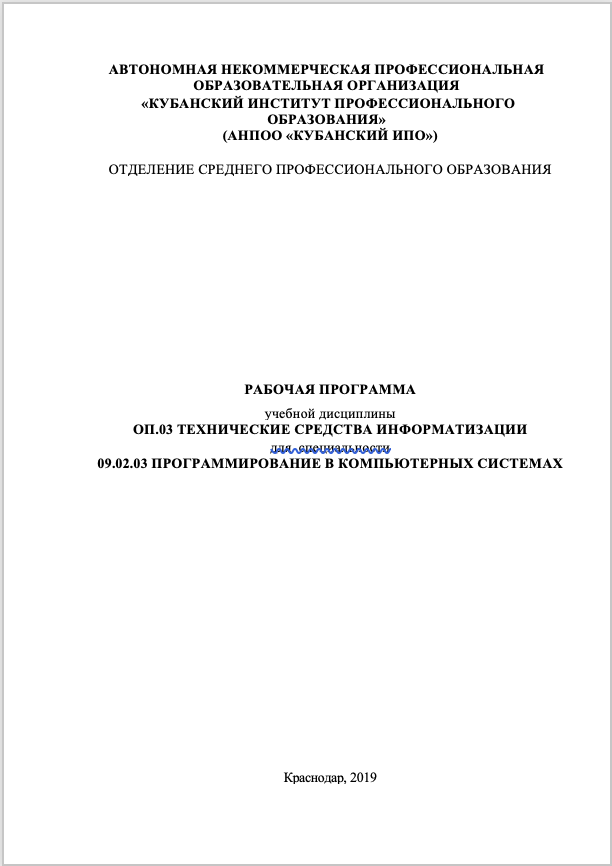 АВТОНОМНАЯ НЕКОММЕРЧЕСКАЯ ПРОФЕССИОНАЛЬНАЯ
ОБРАЗОВАТЕЛЬНАЯ ОРГАНИЗАЦИЯ
«КУБАНСКИЙ ИНСТИТУТ ПРОФЕССИОНАЛЬНОГО
ОБРАЗОВАНИЯ»
(АНПОО «КУБАНСКИЙ ИПО»)
ОТДЕЛЕНИЕ СРЕДНЕГО ПРОФЕССИОНАЛЬНОГО ОБРАЗОВАНИЯ
РАБОЧАЯ ПРОГРАММА
учебной дисциплины
ОП.03 ТЕХНИЧЕСКИЕ СРЕДСТВА ИНФОРМАТИЗАЦИИ
для специальности
09.02.03 ПРОГРАММИРОВАНИЕ В КОМПЬЮТЕРНЫХ СИСТЕМАХ
Краснодар, 2019